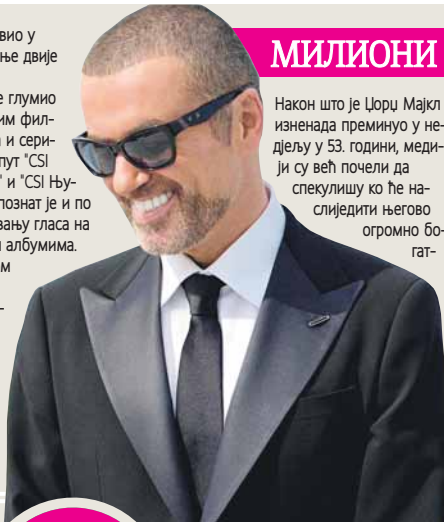 вио у
ње двије
е глумио
им фил-
а и сери-
пут "CSI
" и "CSI Њу-
познат је и по
вању гласа на
и албумима.
ем
-
МИЛИОНИ
Након што је Џорџ Мајкл
изненада преминуо у не-
дјељу у 53. години, меди-
ји су већ почели да
спекулишу ко ће на-
слиједити његово
огромно бо-
гат-